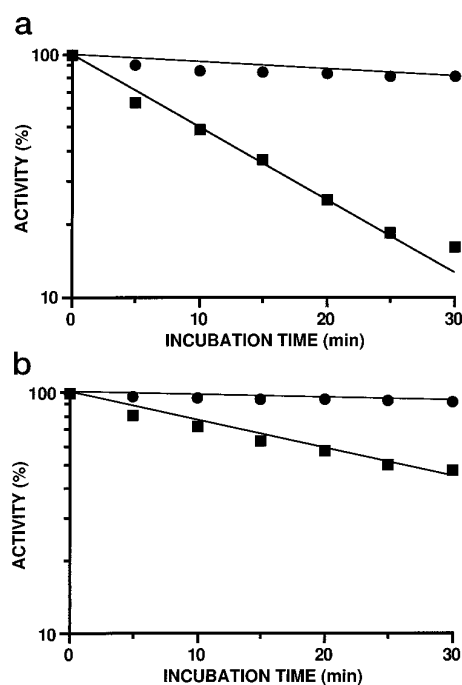 a
100
10
ACTIVITY (%)
0 10 20 30
INCUBATION TIME (min)
b
100
10
ACTIVITY (%)
0 10 20 30
INCUBATION TIME (min)